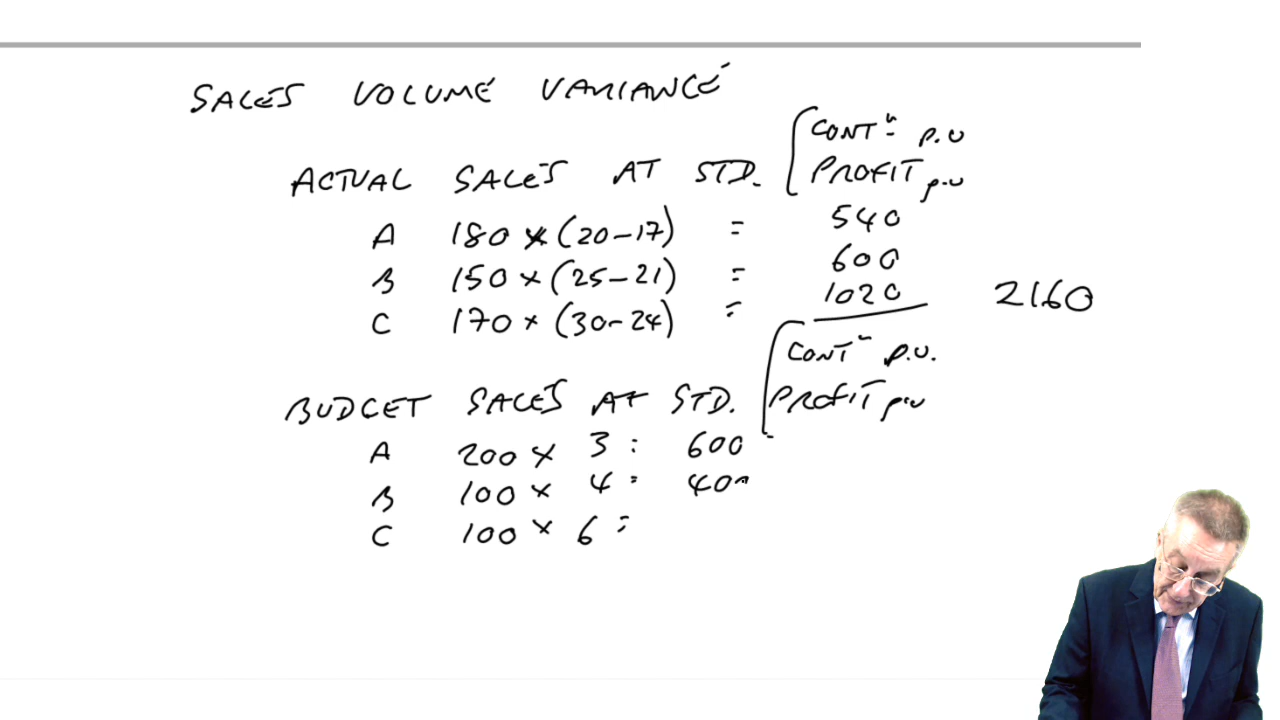 SALES VOLUME VARIANCE
CONTⁿ p.u
ACTUAL SALES AT STD. PROFIT p.u
A 180 × (20-17) = 540
B 150 × (25-21) = 600
C 170 × (30-24) = 1020 2160
CONTⁿ p.u.
BUDGET SALES AT STD. PROFIT p.u
A 200 × 3 = 600
B 100 × 4 = 400
C 100 × 6 =